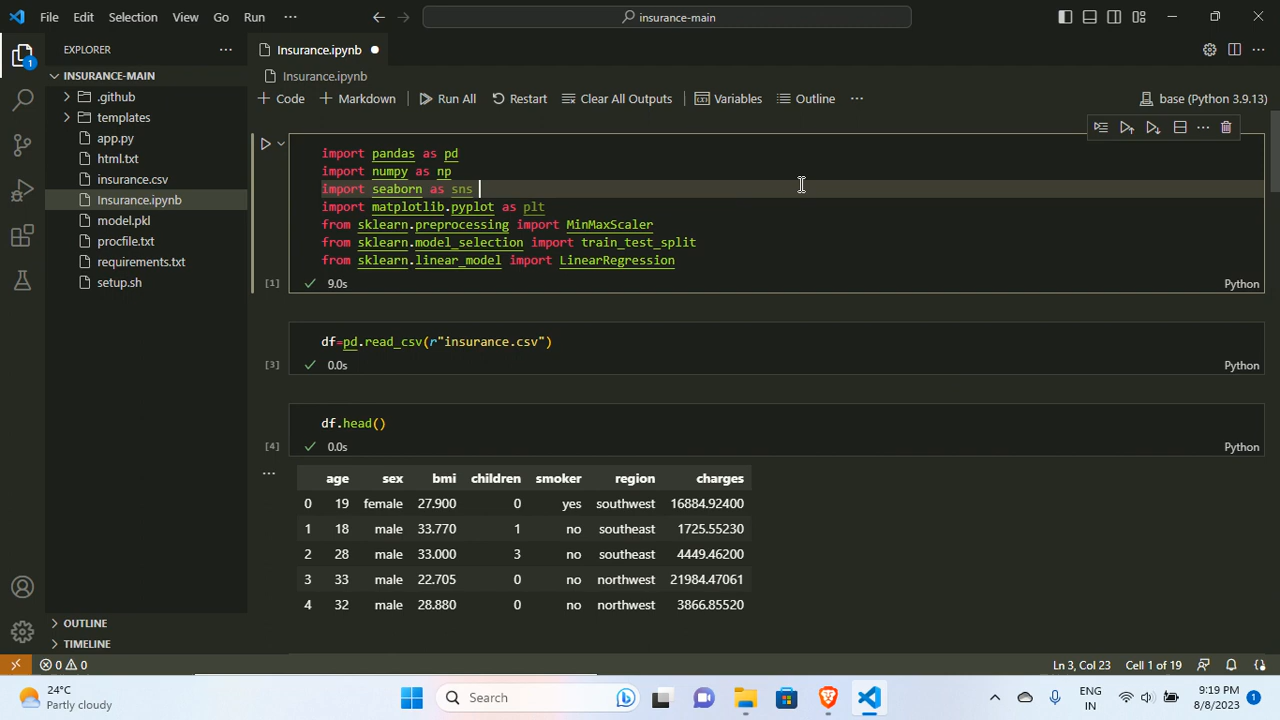 File Edit Selection View Go Run ··· insurance-main
EXPLORER ···
Insurance.ipynb
INSURANCE-MAIN
.github
templates
app.py
html.txt
insurance.csv
Insurance.ipynb
model.pkl
procfile.txt
requirements.txt
setup.sh
OUTLINE
TIMELINE
1
Insurance.ipynb
+ Code + Markdown Run All Restart Clear All Outputs Variables Outline ··· base (Python 3.9.13)
import pandas as pd
import numpy as np
import seaborn as sns
import matplotlib.pyplot as plt
from sklearn.preprocessing import MinMaxScaler
from sklearn.model_selection import train_test_split
from sklearn.linear_model import LinearRegression
[1] 9.0s Python
df=pd.read_csv(r"insurance.csv")
[3] 0.0s Python
df.head()
[4] 0.0s Python
age sex bmi children smoker region charges
0 19 female 27.900 0 yes southwest 16884.92400
1 18 male 33.770 1 no southeast 1725.55230
2 28 male 33.000 3 no southeast 4449.46200
3 33 male 22.705 0 no northwest 21984.47061
4 32 male 28.880 0 no northwest 3866.85520
0 0 Ln 3, Col 23 Cell 1 of 19
24°C
Partly cloudy
Search
ENG
IN
9:19 PM
8/8/2023
1